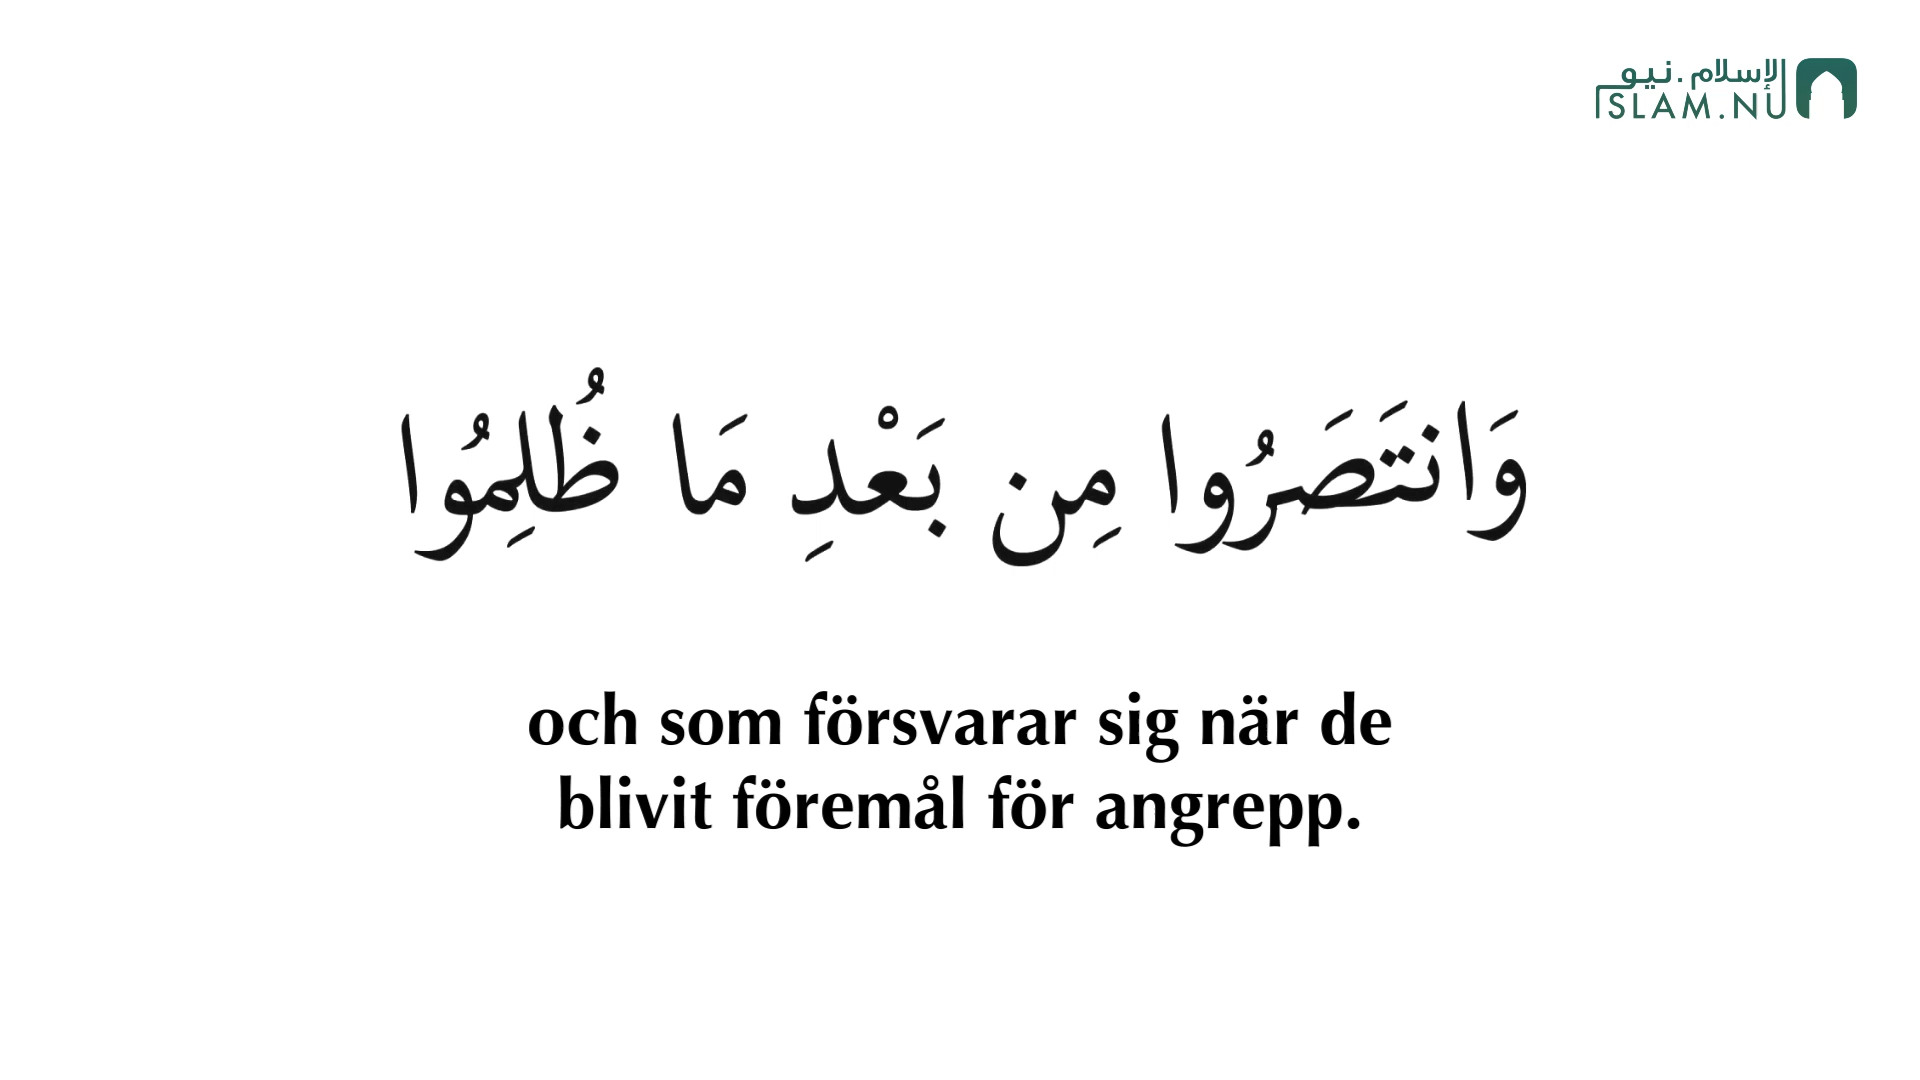 الإسلام.نيو
ISLAM.NU
وَانتَصَرُوا مِن بَعْدِ مَا ظُلِمُوا
och som försvarar sig när de
blivit föremål för angrepp.